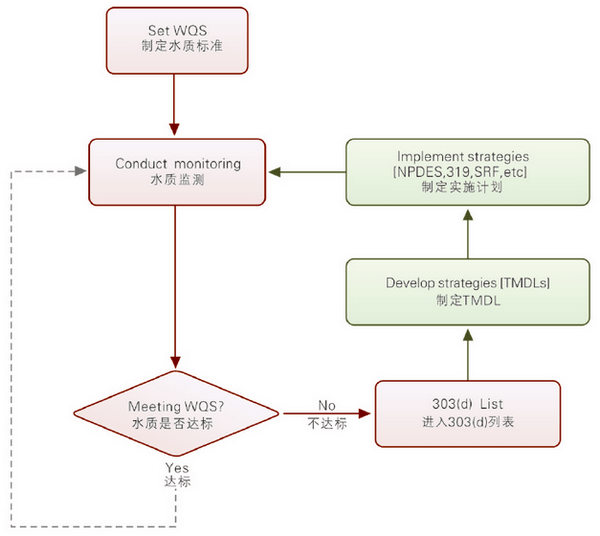 Set WQS
制定水质标准
Conduct monitoring
水质监测
Implement strategies
[NPDES,319,SRF,etc]
制定实施计划
Develop strategies [TMDLs]
制定TMDL
Meeting WQS?
水质是否达标
No
不达标
303(d) List
进入303(d)列表
Yes
达标